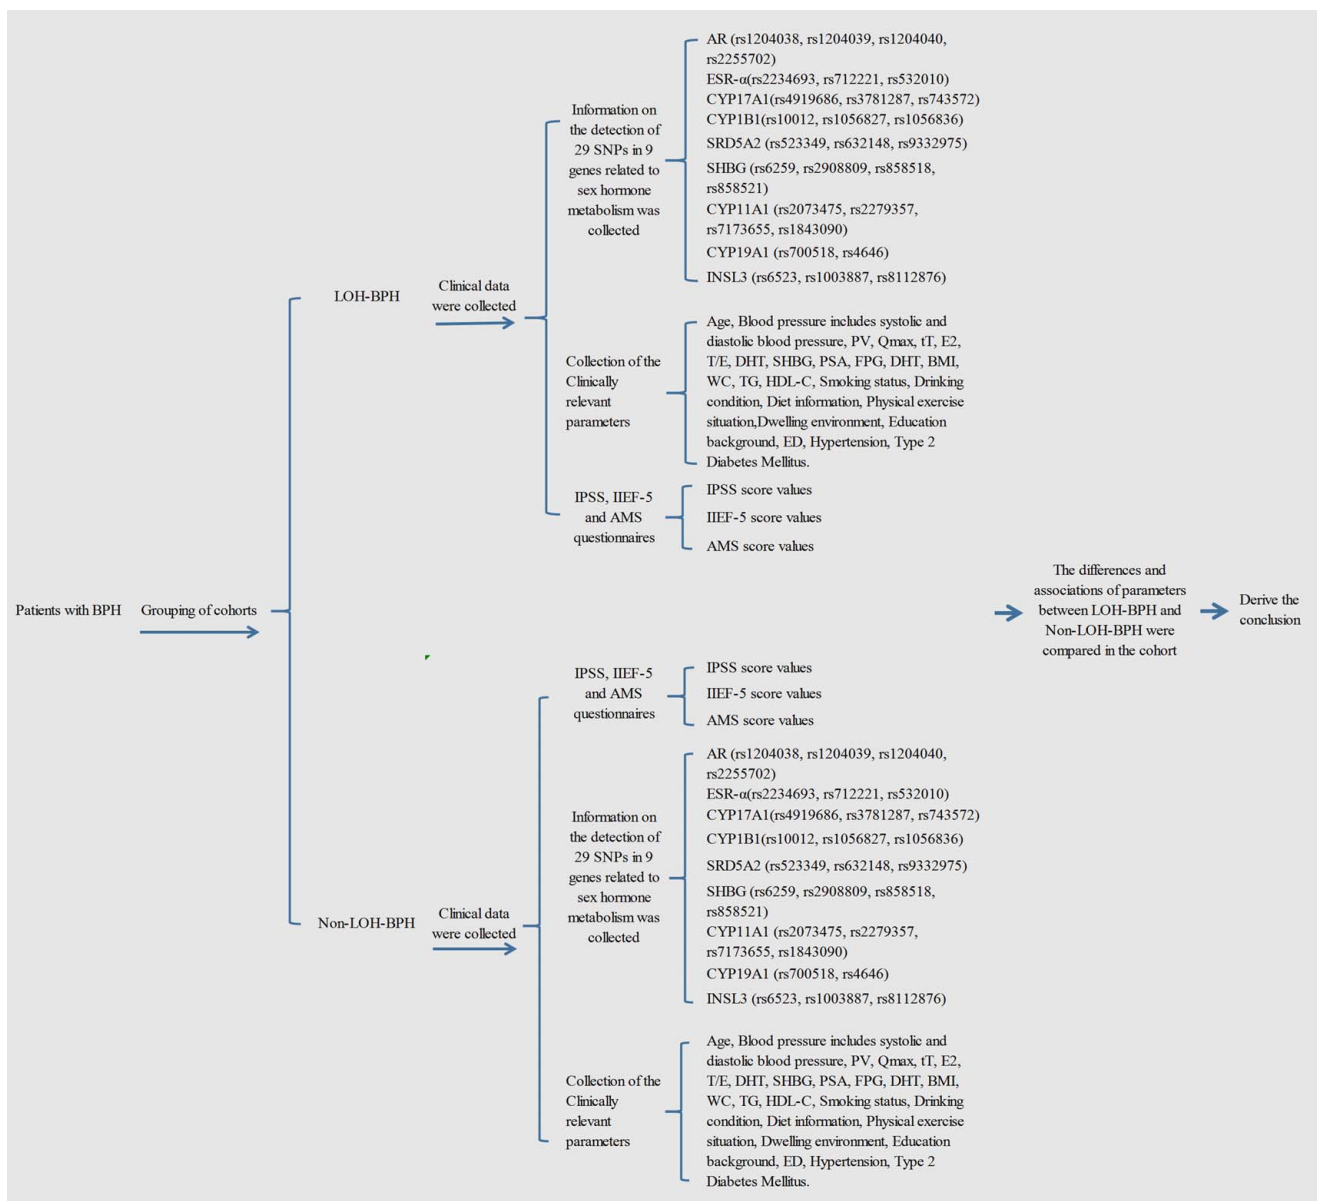 Patients with BPH
Grouping of cohorts
LOH-BPH
Clinical data
were collected
Information on
the detection of
29 SNPs in 9
genes related to
sex hormone
metabolism was
collected
AR (rs1204038, rs1204039, rs1204040,
rs2255702)
ESR-α(rs2234693, rs712221, rs532010)
CYP17A1(rs4919686, rs3781287, rs743572)
CYP1B1(rs10012, rs1056827, rs1056836)
SRD5A2 (rs523349, rs632148, rs9332975)
SHBG (rs6259, rs2908809, rs858518,
rs858521)
CYP11A1 (rs2073475, rs2279357,
rs7173655, rs1843090)
CYP19A1 (rs700518, rs4646)
INSL3 (rs6523, rs1003887, rs8112876)
Collection of the
Clinically
relevant
parameters
Age, Blood pressure includes systolic and
diastolic blood pressure, PV, Qmax, tT, E2,
T/E, DHT, SHBG, PSA, FPG, DHT, BMI,
WC, TG, HDL-C, Smoking status, Drinking
condition, Diet information, Physical exercise
situation,Dwelling environment, Education
background, ED, Hypertension, Type 2
Diabetes Mellitus.
IPSS, IIEF-5
and AMS
questionnaires
IPSS score values
IIEF-5 score values
AMS score values
Non-LOH-BPH
Clinical data
were collected
IPSS, IIEF-5
and AMS
questionnaires
IPSS score values
IIEF-5 score values
AMS score values
Information on
the detection of
29 SNPs in 9
genes related to
sex hormone
metabolism was
collected
AR (rs1204038, rs1204039, rs1204040,
rs2255702)
ESR-α(rs2234693, rs712221, rs532010)
CYP17A1(rs4919686, rs3781287, rs743572)
CYP1B1(rs10012, rs1056827, rs1056836)
SRD5A2 (rs523349, rs632148, rs9332975)
SHBG (rs6259, rs2908809, rs858518,
rs858521)
CYP11A1 (rs2073475, rs2279357,
rs7173655, rs1843090)
CYP19A1 (rs700518, rs4646)
INSL3 (rs6523, rs1003887, rs8112876)
Collection of the
Clinically
relevant
parameters
Age, Blood pressure includes systolic and
diastolic blood pressure, PV, Qmax, tT, E2,
T/E, DHT, SHBG, PSA, FPG, DHT, BMI,
WC, TG, HDL-C, Smoking status, Drinking
condition, Diet information, Physical exercise
situation, Dwelling environment, Education
background, ED, Hypertension, Type 2
Diabetes Mellitus.
The differences and
associations of parameters
between LOH-BPH and
Non-LOH-BPH were
compared in the cohort
Derive the
conclusion